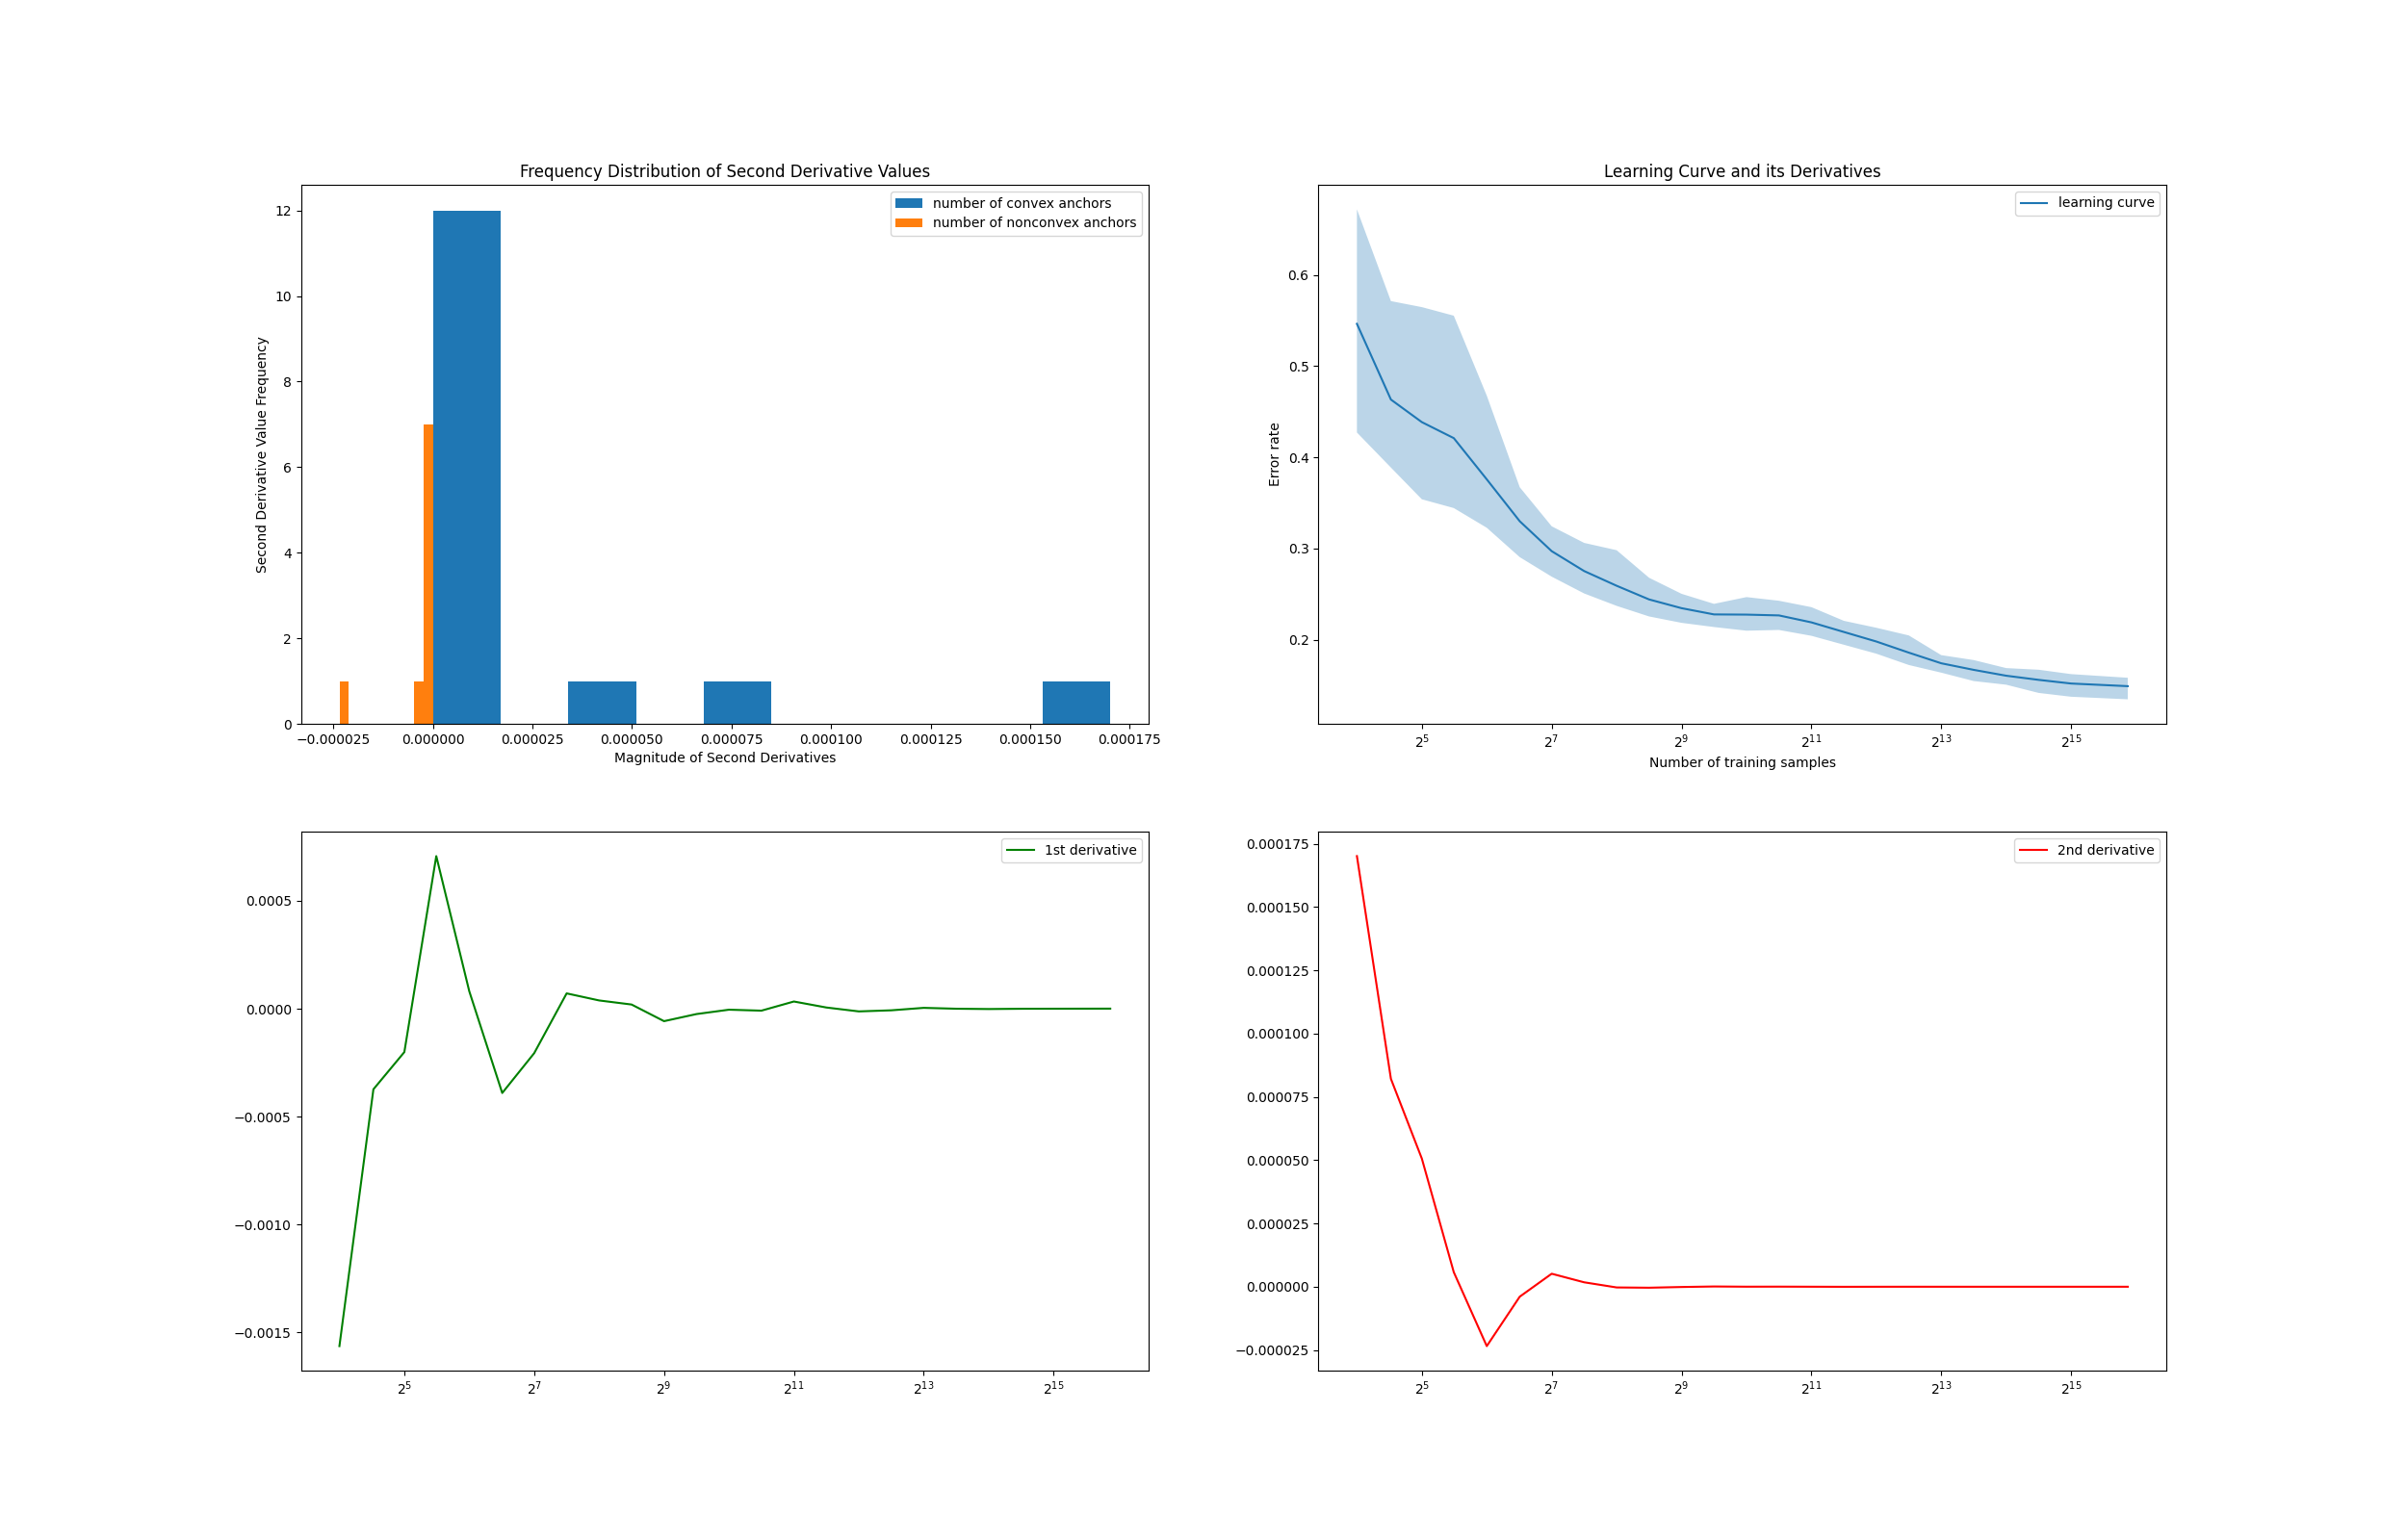 Frequency Distribution of Second Derivative Values
number of convex anchors
number of nonconvex anchors
12
10
8
6
4
2
0
Second Derivative Value Frequency
−0.000025 0.000000 0.000025 0.000050 0.000075 0.000100 0.000125 0.000150 0.000175
Magnitude of Second Derivatives
Learning Curve and its Derivatives
learning curve
0.6
0.5
0.4
0.3
0.2
Error rate
2^5 2^7 2^9 2^11 2^13 2^15
Number of training samples
1st derivative
0.0005
0.0000
−0.0005
−0.0010
−0.0015
2^5 2^7 2^9 2^11 2^13 2^15
2nd derivative
0.000175
0.000150
0.000125
0.000100
0.000075
0.000050
0.000025
0.000000
−0.000025
2^5 2^7 2^9 2^11 2^13 2^15